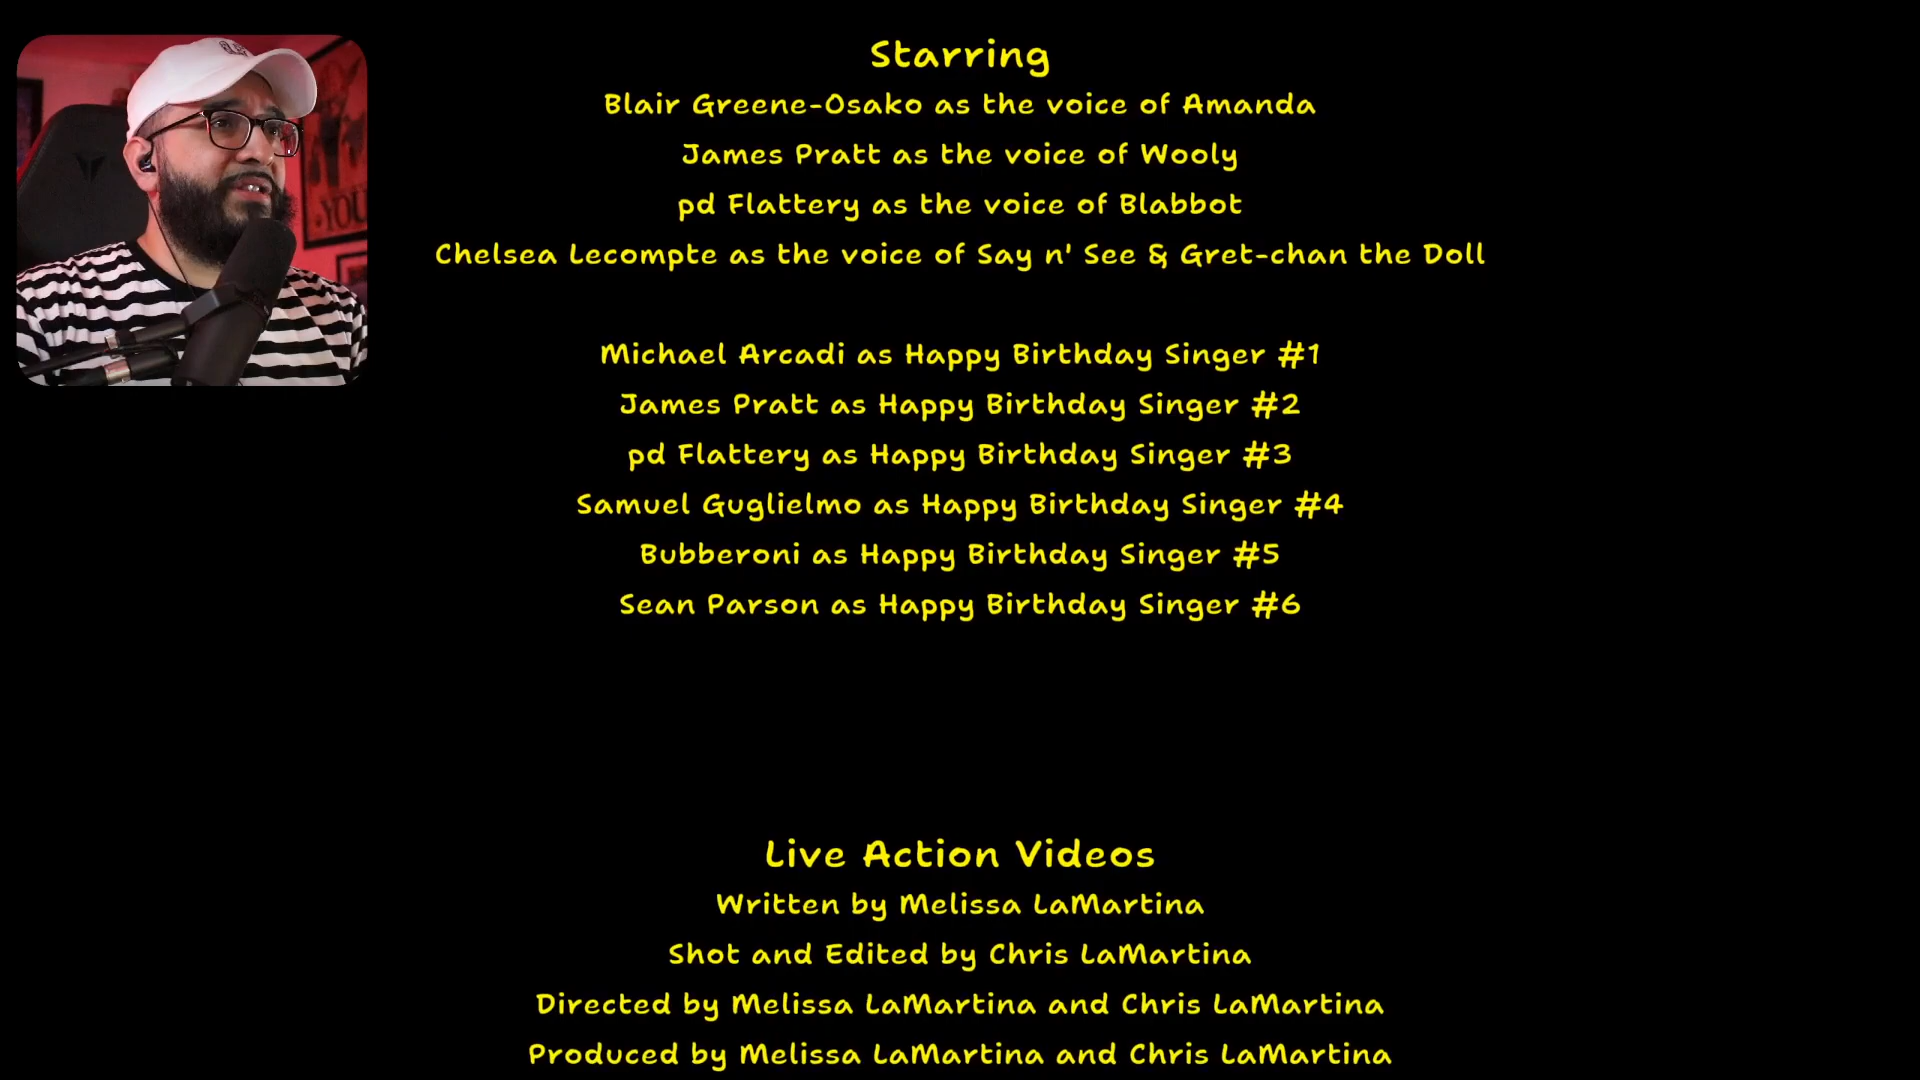 Starring
Blair Greene-Osako as the voice of Amanda
James Pratt as the voice of Wooly
pd Flattery as the voice of Blabbot
Chelsea Lecompte as the voice of Say n' See & Gret-chan the Doll
Michael Arcadi as Happy Birthday Singer #1
James Pratt as Happy Birthday Singer #2
pd Flattery as Happy Birthday Singer #3
Samuel Guglielmo as Happy Birthday Singer #4
Bubberoni as Happy Birthday Singer #5
Sean Parson as Happy Birthday Singer #6
Live Action Videos
Written by Melissa LaMartina
Shot and Edited by Chris LaMartina
Directed by Melissa LaMartina and Chris LaMartina
Produced by Melissa LaMartina and Chris LaMartina
YOU